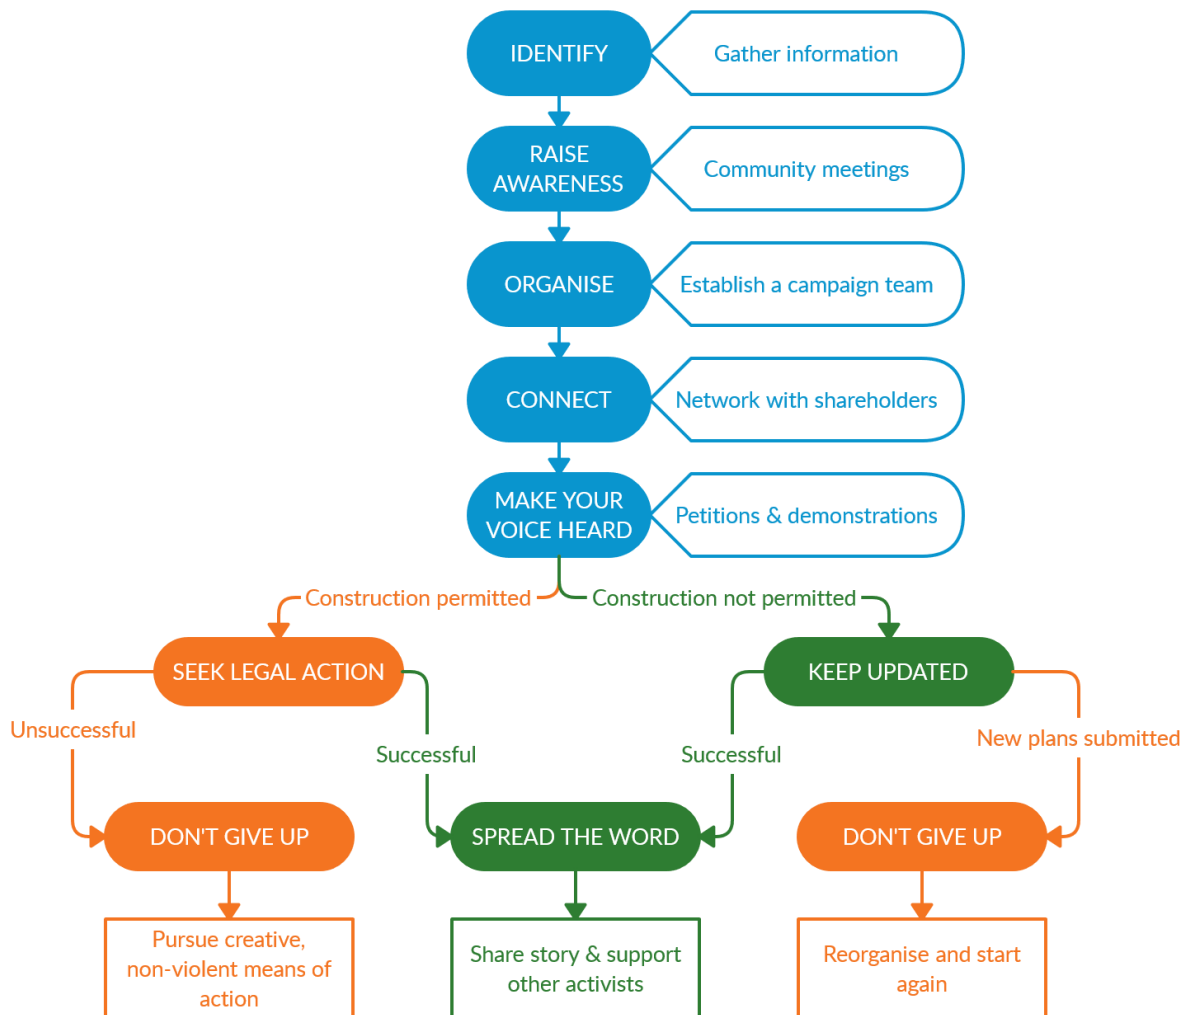 IDENTIFY
Gather information
RAISE
AWARENESS
Community meetings
ORGANISE
Establish a campaign team
CONNECT
Network with shareholders
MAKE YOUR
VOICE HEARD
Petitions & demonstrations
Construction permitted
Construction not permitted
SEEK LEGAL ACTION
KEEP UPDATED
Unsuccessful
Successful
Successful
New plans submitted
DON'T GIVE UP
SPREAD THE WORD
DON'T GIVE UP
Pursue creative,
non-violent means of
action
Share story & support
other activists
Reorganise and start
again